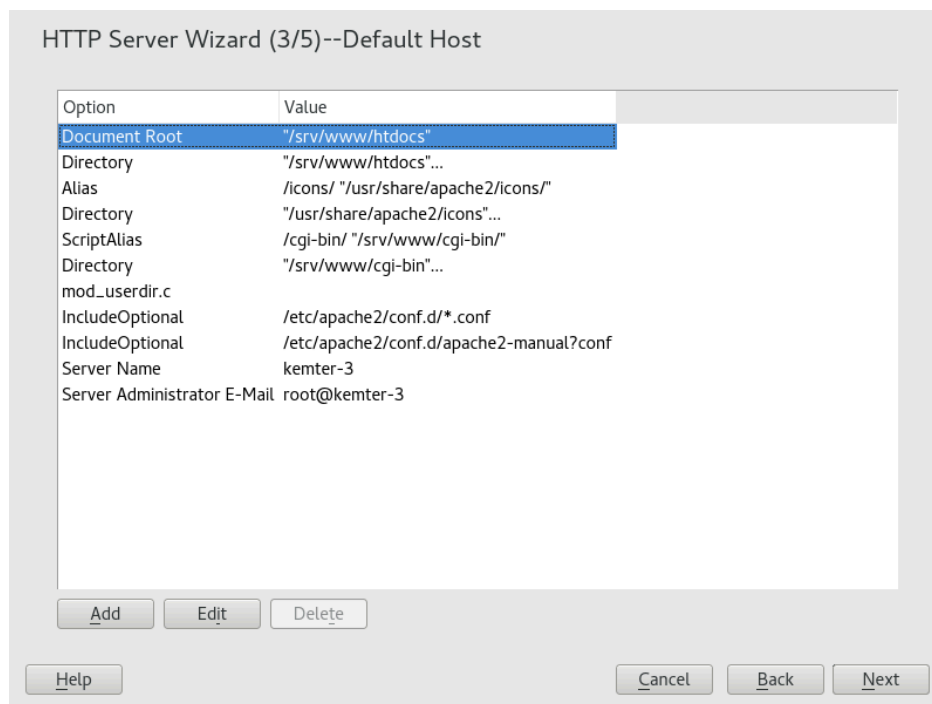 HTTP Server Wizard (3/5)--Default Host
Option Value
Document Root "/srv/www/htdocs"
Directory "/srv/www/htdocs"...
Alias /icons/ "/usr/share/apache2/icons/"
Directory "/usr/share/apache2/icons"...
ScriptAlias /cgi-bin/ "/srv/www/cgi-bin/"
Directory "/srv/www/cgi-bin"...
mod_userdir.c
IncludeOptional /etc/apache2/conf.d/*.conf
IncludeOptional /etc/apache2/conf.d/apache2-manual?conf
Server Name kemter-3
Server Administrator E-Mail root@kemter-3
Add Edit Delete
Help Cancel Back Next